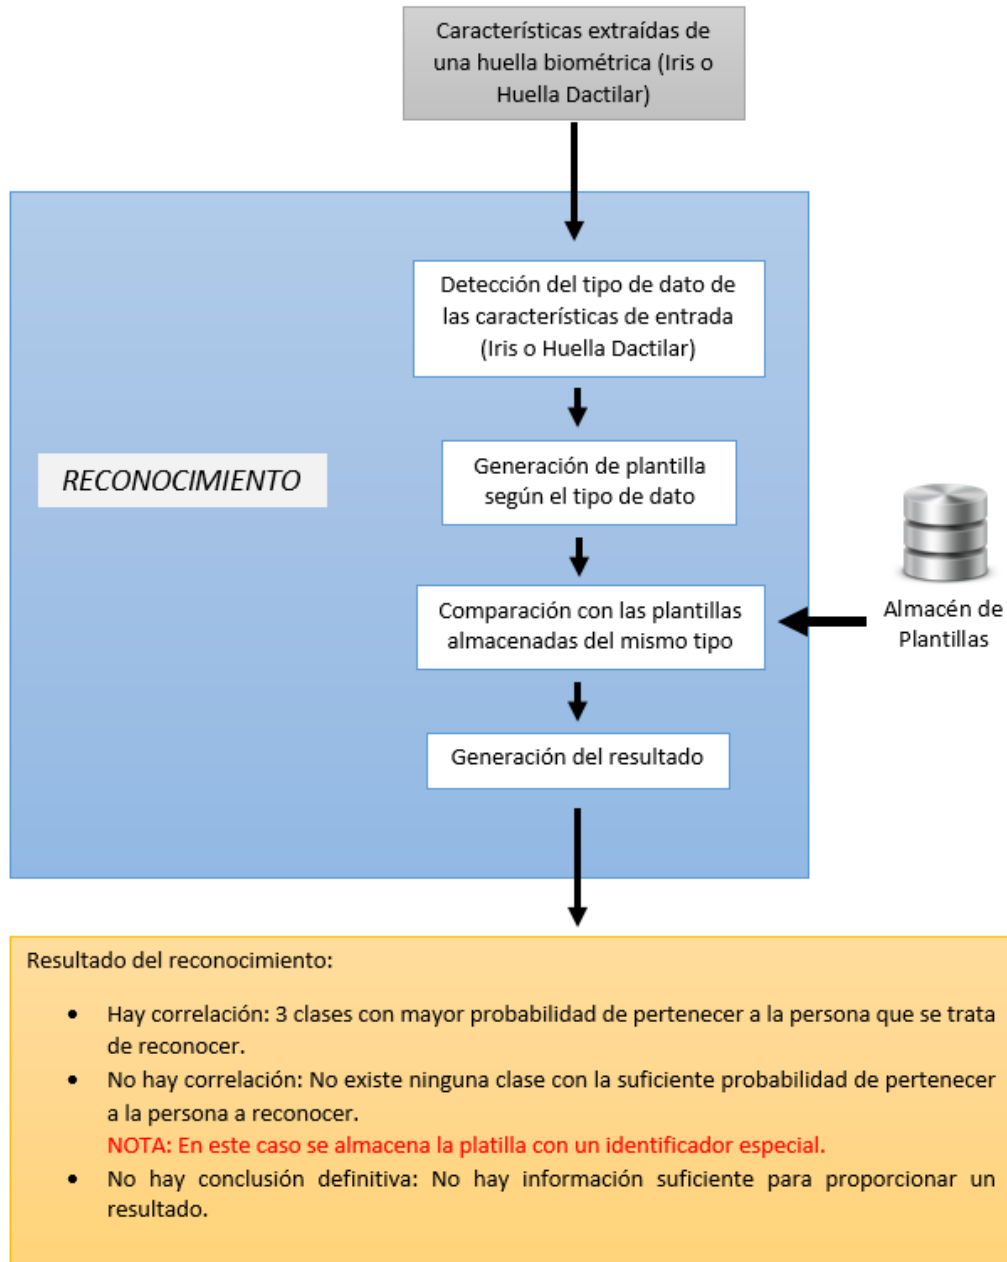 Características extraídas de
una huella biométrica (Iris o
Huella Dactilar)
Detección del tipo de dato de
las características de entrada
(Iris o Huella Dactilar)
RECONOCIMIENTO
Generación de plantilla
según el tipo de dato
Comparación con las plantillas
almacenadas del mismo tipo
Almacén de
Plantillas
Generación del resultado
Resultado del reconocimiento:
• Hay correlación: 3 clases con mayor probabilidad de pertenecer a la persona que se trata
de reconocer.
• No hay correlación: No existe ninguna clase con la suficiente probabilidad de pertenecer
a la persona a reconocer.
NOTA: En este caso se almacena la platilla con un identificador especial.
• No hay conclusión definitiva: No hay información suficiente para proporcionar un
resultado.